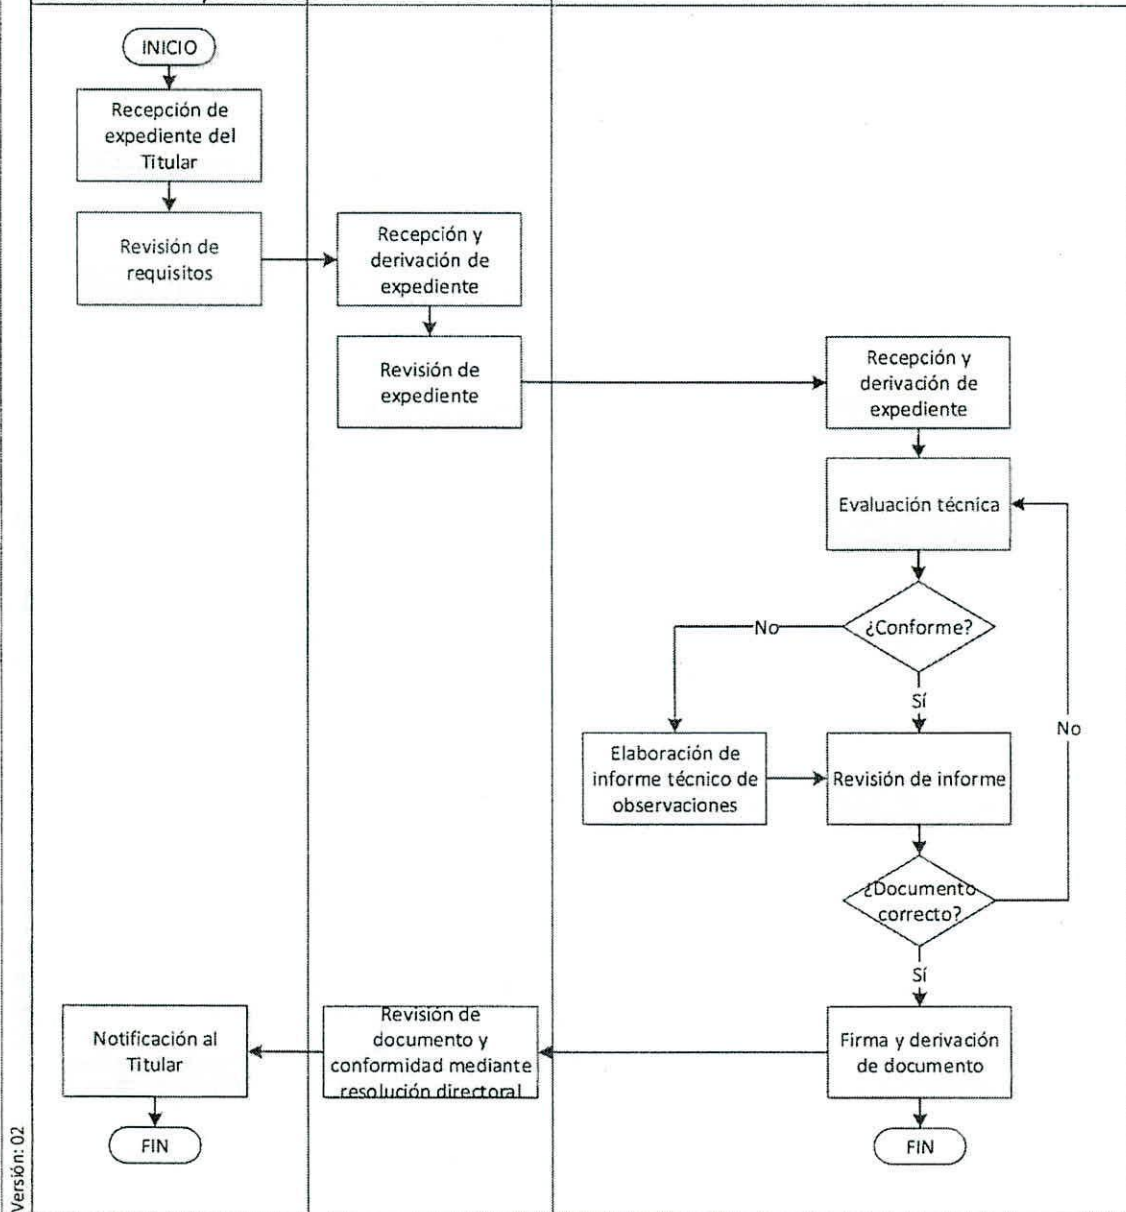 INICIO
Recepción de
expediente del
Titular
Revisión de
requisitos
Recepción y
derivación de
expediente
Revisión de
expediente
Recepción y
derivación de
expediente
Evaluación técnica
¿Conforme?
No
Sí
Elaboración de
informe técnico de
observaciones
Revisión de informe
No
¿Documento
correcto?
Sí
Firma y derivación
de documento
Revisión de
documento y
conformidad mediante
resolución directoral
Notificación al
Titular
FIN
FIN
Versión: 02